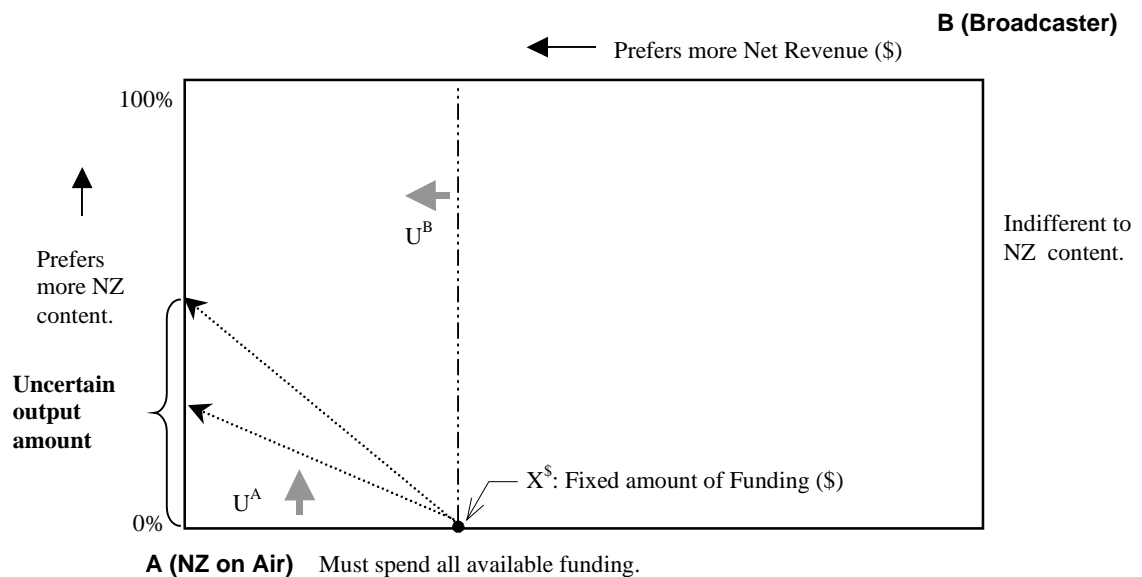 B (Broadcaster)
Prefers more Net Revenue ($)
100%
U^B
Indifferent to
NZ content.
Prefers
more NZ
content.
Uncertain
output
amount
X^$: Fixed amount of Funding ($)
U^A
0%
A (NZ on Air) Must spend all available funding.